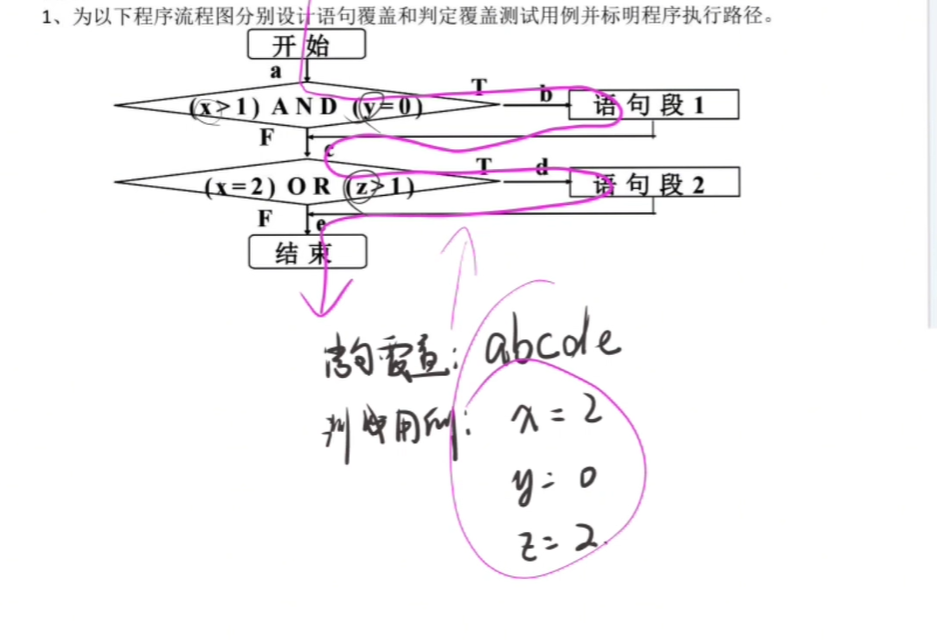 1、为以下程序流程图分别设计语句覆盖和判定覆盖测试用例并标明程序执行路径。
开始
a
(x>1) AND (y=0) T b 语句段1
F c
(x=2) OR (z>1) T d 语句段2
F e
结束
语句覆盖: abcde
用例: x=2
y=0
z=2